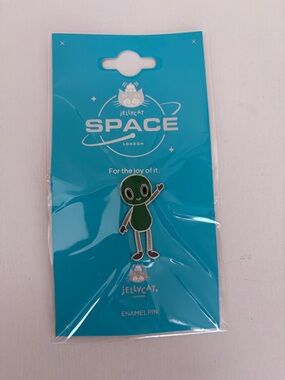 JELLYCAT
SPACE
LONDON
For the joy of it.
JELLYCAT
LONDON
ENAMEL PIN